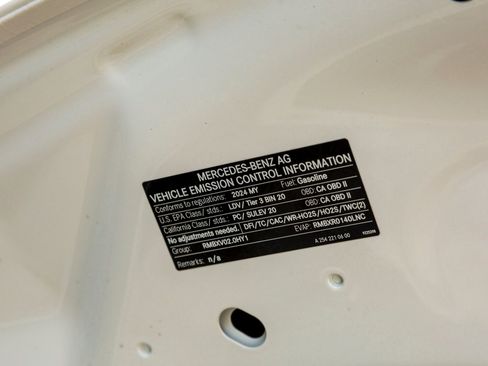 MERCEDES-BENZ AG
VEHICLE EMISSION CONTROL INFORMATION
Conforms to regulations: 2024 MY Fuel: Gasoline
U.S. EPA Class / stds.: LDV / Tier 3 BIN 20 OBD: CA OBD II
California Class / stds.: PC / SULEV 20 OBD: CA OBD II
No adjustments needed. DFI/TC/CAC/WR-HO2S/HO2S/TWC(2)
Group: RMBXV02.0HY1 EVAP: RMBXR0140LNC
Remarks: n/a A 254 221 06 00